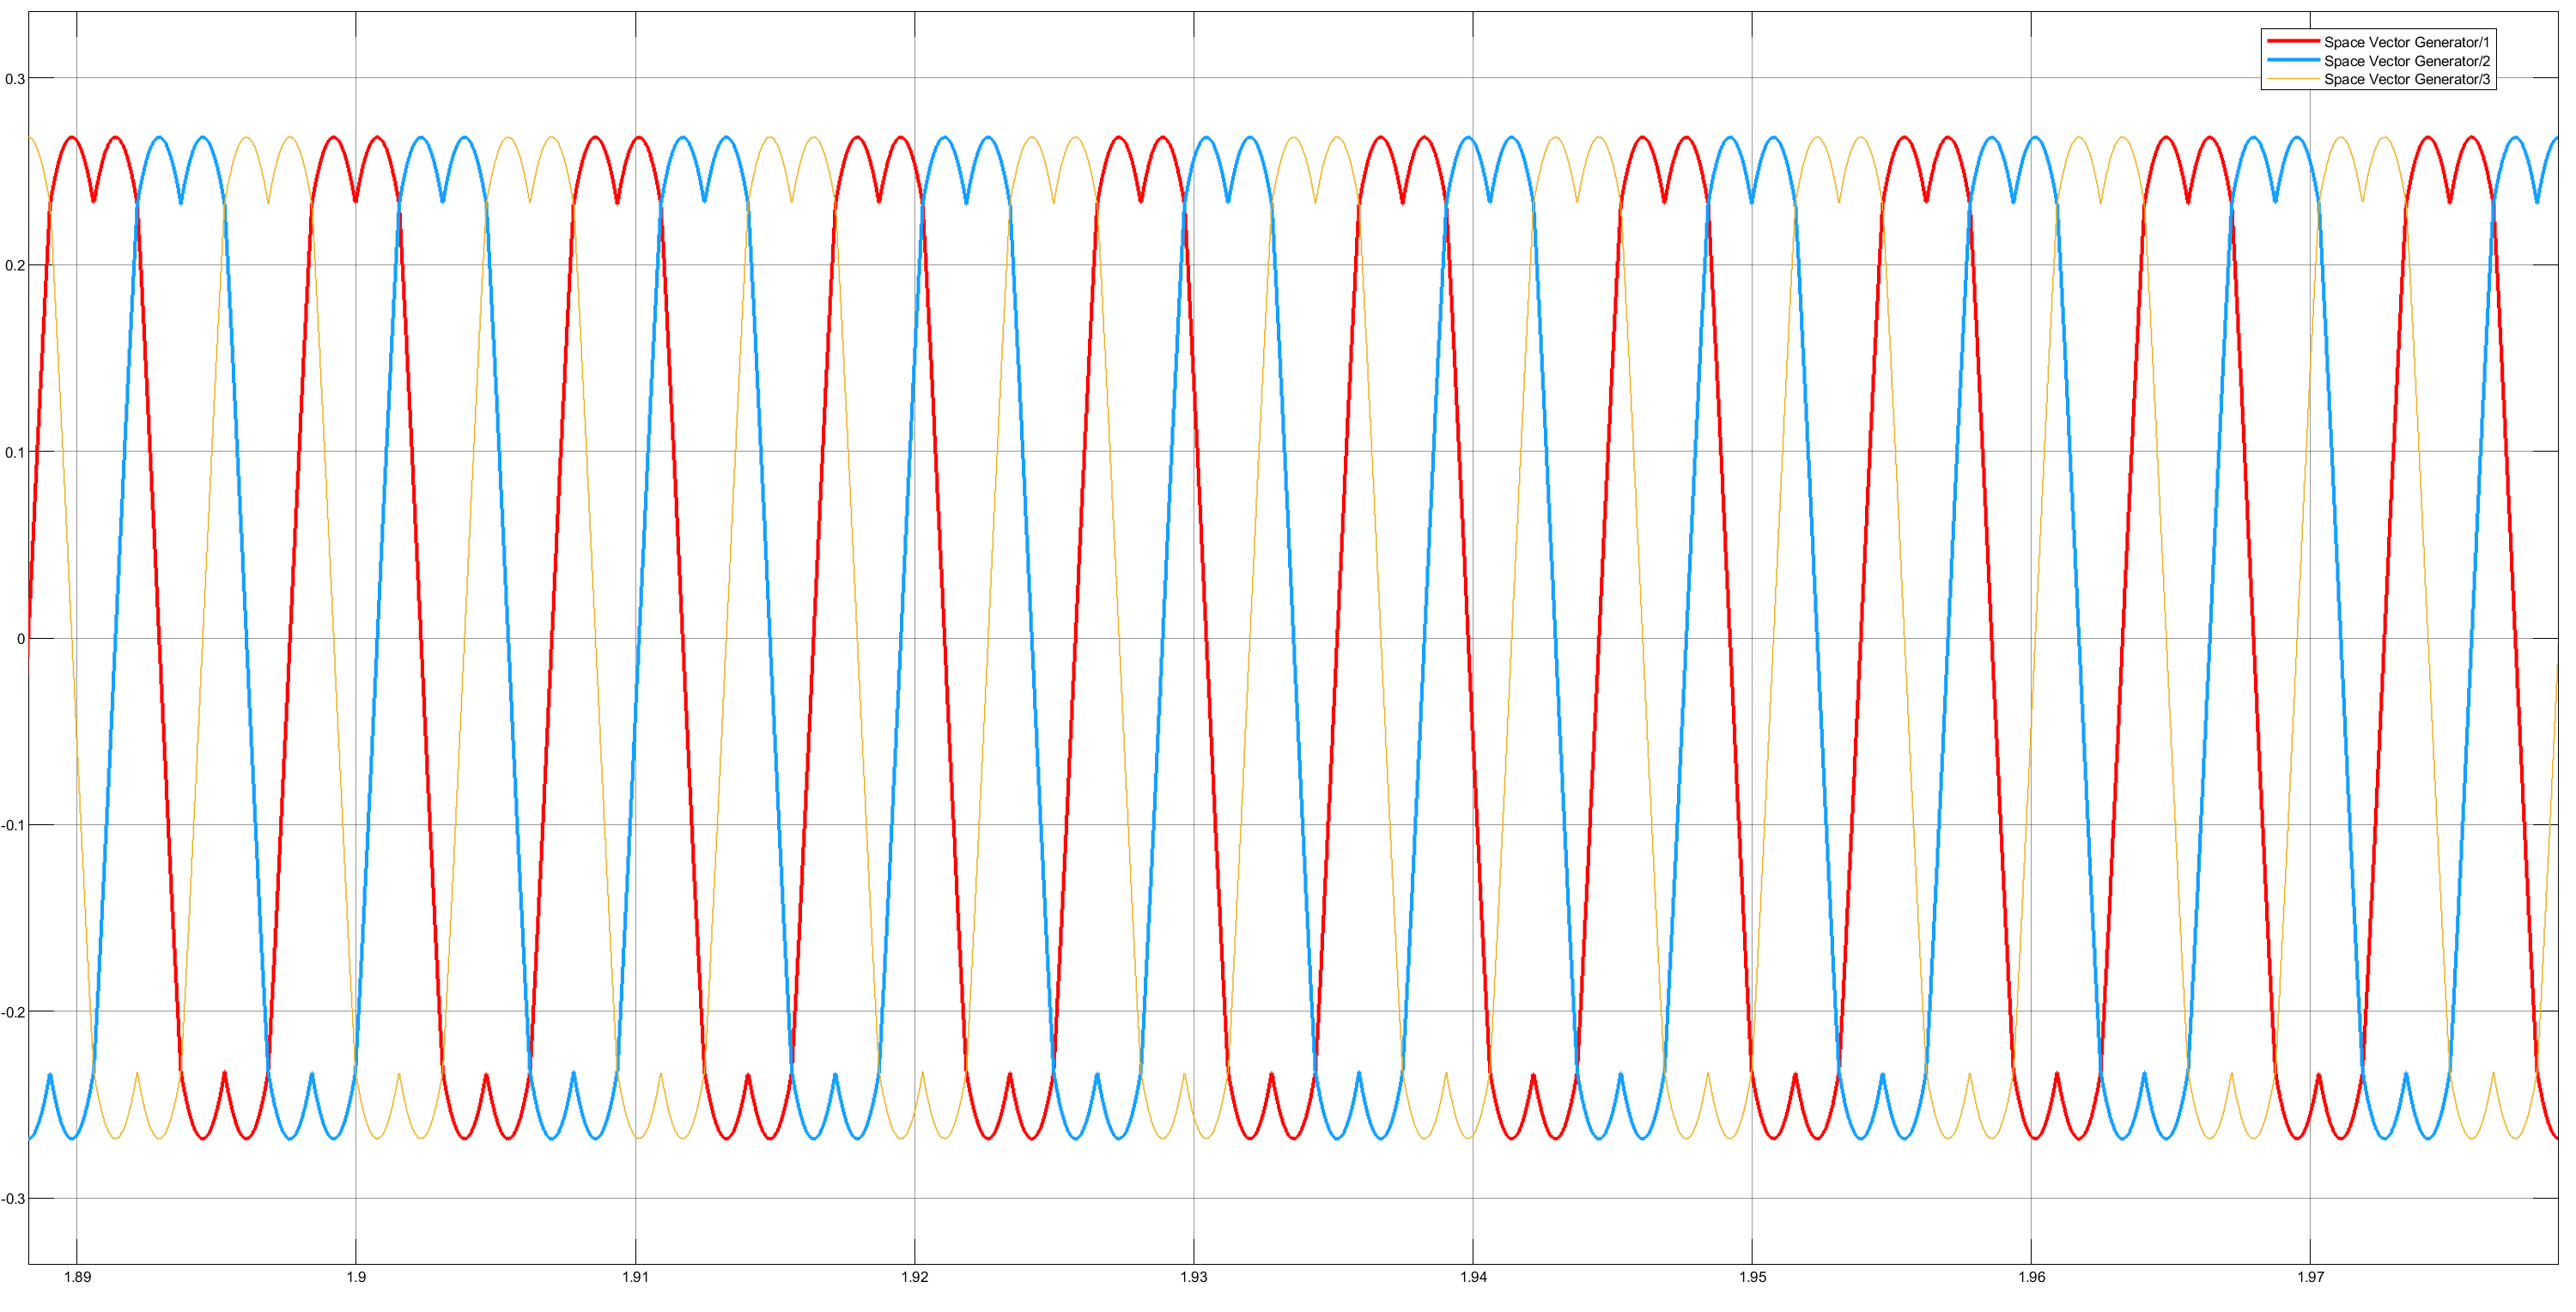 Space Vector Generator/1
Space Vector Generator/2
Space Vector Generator/3
0.3
0.2
0.1
0
-0.1
-0.2
-0.3
1.89 1.9 1.91 1.92 1.93 1.94 1.95 1.96 1.97